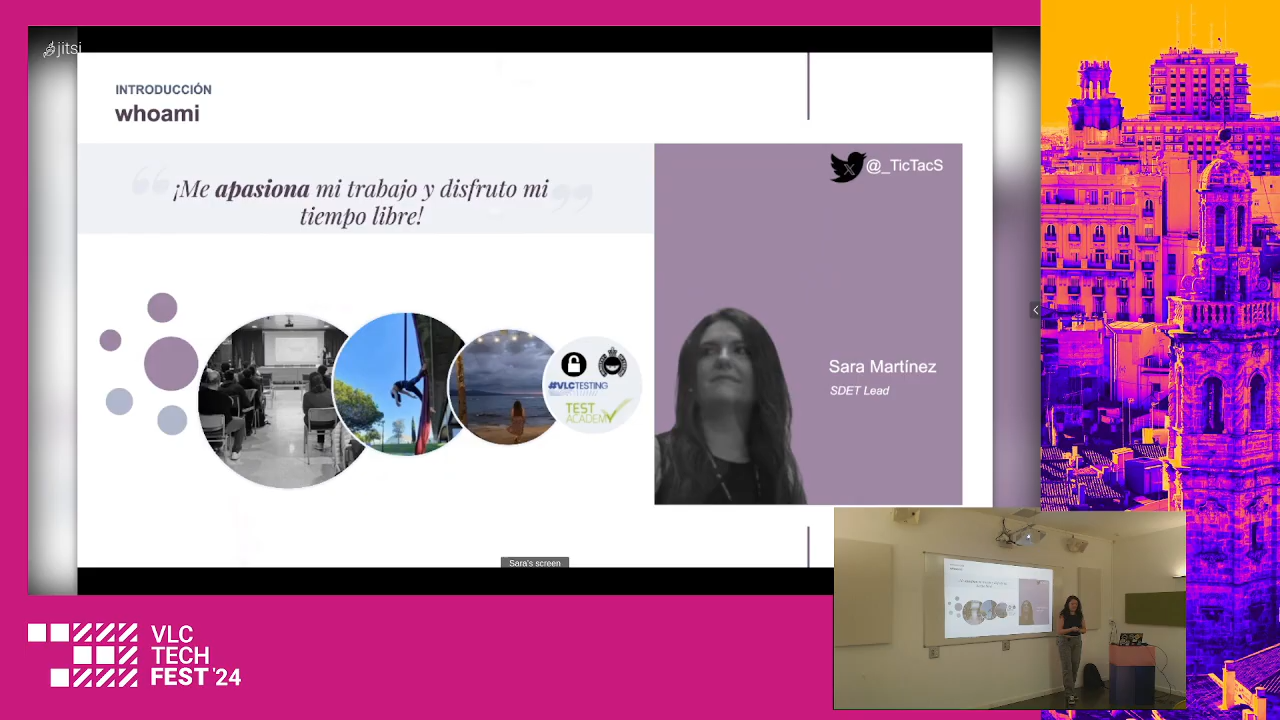 jitsi
INTRODUCCIÓN
whoami
¡Me apasiona mi trabajo y disfruto mi
tiempo libre!
@_TicTacS
#VLCTESTING
TEST
ACADEMY
Sara Martínez
SDET Lead
Sara's screen
VLC
TECH
FEST '24